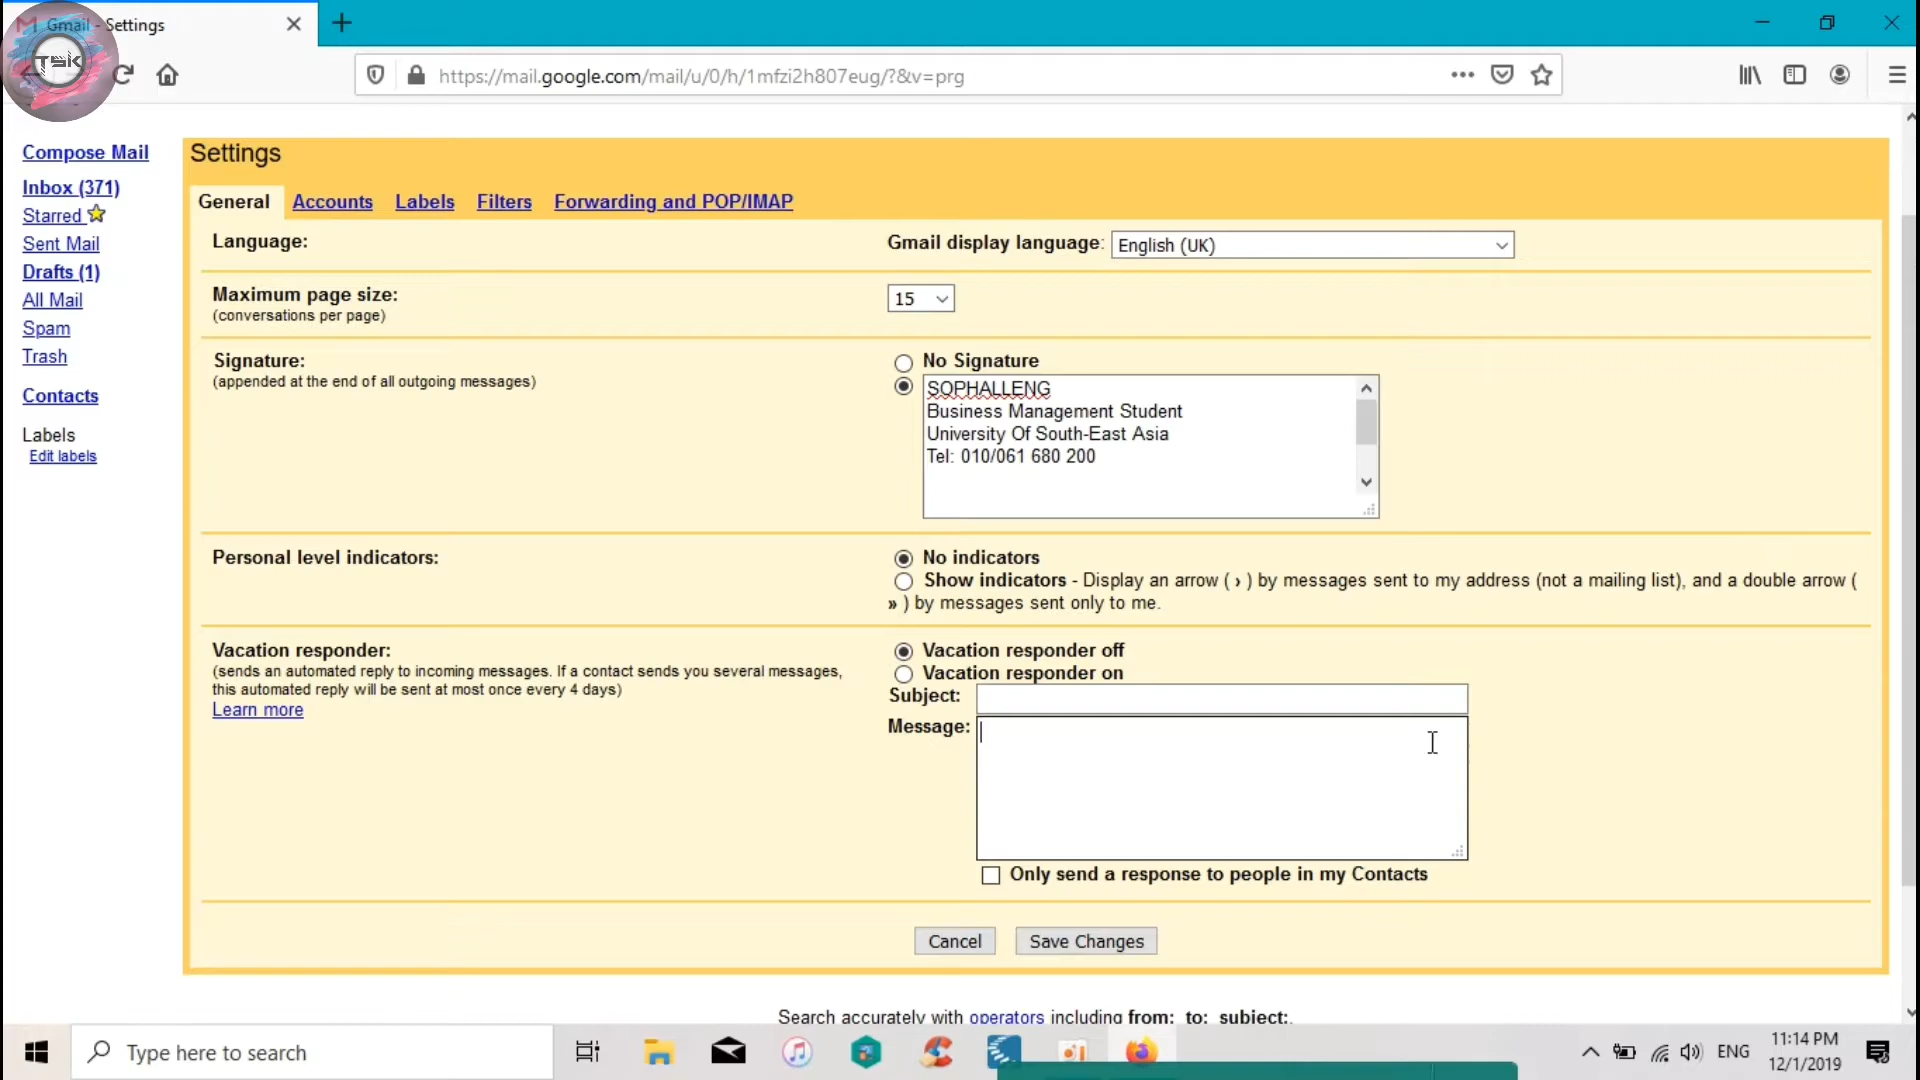 Gmail - Settings
TSK
https://mail.google.com/mail/u/0/h/1mfzi2h807eug/?&v=prg
Compose Mail
Inbox (371)
Starred
Sent Mail
Drafts (1)
All Mail
Spam
Trash
Contacts
Labels
Edit labels
Settings
General Accounts Labels Filters Forwarding and POP/IMAP
Language: Gmail display language: English (UK)
Maximum page size: 15
(conversations per page)
Signature: No Signature
(appended at the end of all outgoing messages)
SOPHALLENG
Business Management Student
University Of South-East Asia
Tel: 010/061 680 200
Personal level indicators: No indicators
Show indicators - Display an arrow ( › ) by messages sent to my address (not a mailing list), and a double arrow (
» ) by messages sent only to me.
Vacation responder: Vacation responder off
(sends an automated reply to incoming messages. If a contact sends you several messages, Vacation responder on
this automated reply will be sent at most once every 4 days) Subject:
Learn more Message:
Only send a response to people in my Contacts
Cancel Save Changes
Search accurately with operators including from: to: subject:.
Type here to search
ENG
11:14 PM
12/1/2019